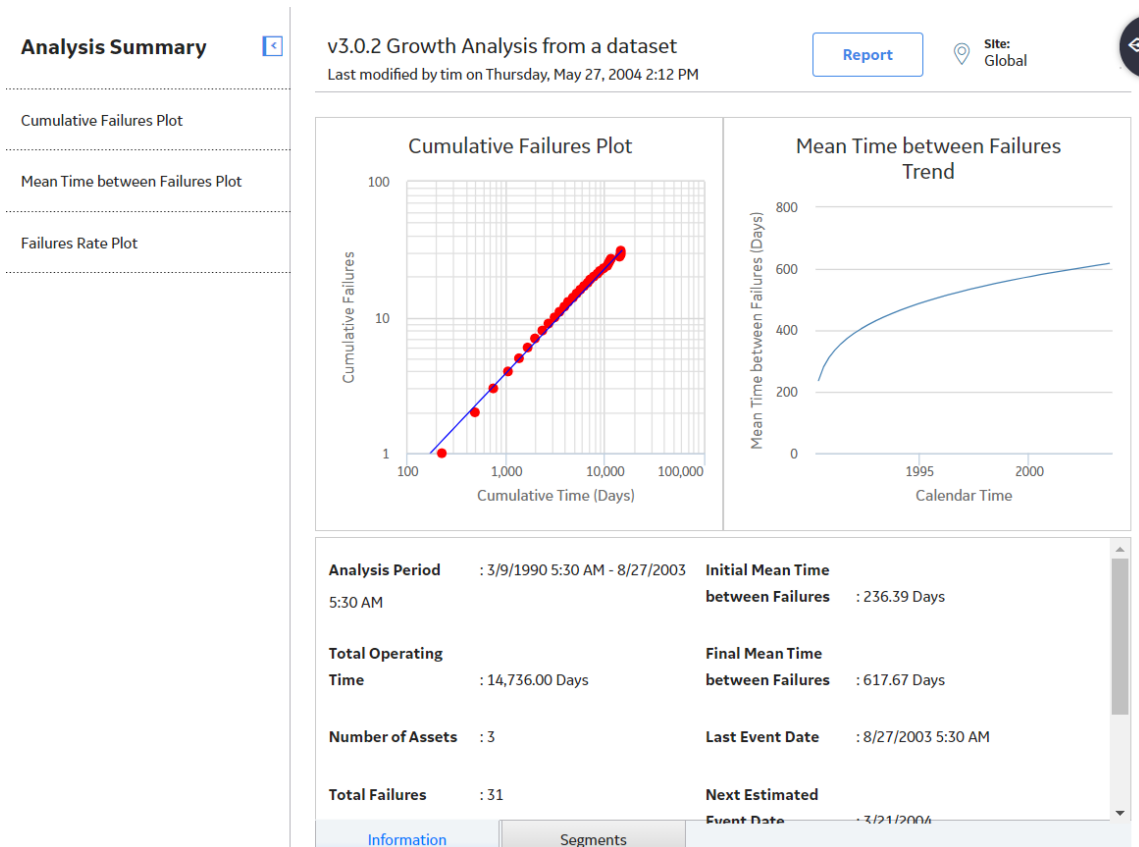 Analysis Summary
Cumulative Failures Plot
Mean Time between Failures Plot
Failures Rate Plot
v3.0.2 Growth Analysis from a dataset
Last modified by tim on Thursday, May 27, 2004 2:12 PM
Report
Site:
Global
Cumulative Failures Plot
100
10
1
Cumulative Failures
100
1,000
10,000
100,000
Cumulative Time (Days)
Mean Time between Failures
Trend
800
600
400
200
0
Mean Time between Failures (Days)
1995
2000
Calendar Time
Analysis Period : 3/9/1990 5:30 AM - 8/27/2003
5:30 AM
Initial Mean Time
between Failures : 236.39 Days
Total Operating
Time : 14,736.00 Days
Final Mean Time
between Failures : 617.67 Days
Number of Assets : 3
Last Event Date : 8/27/2003 5:30 AM
Total Failures : 31
Next Estimated
Event Date : 3/21/2004
Information
Segments